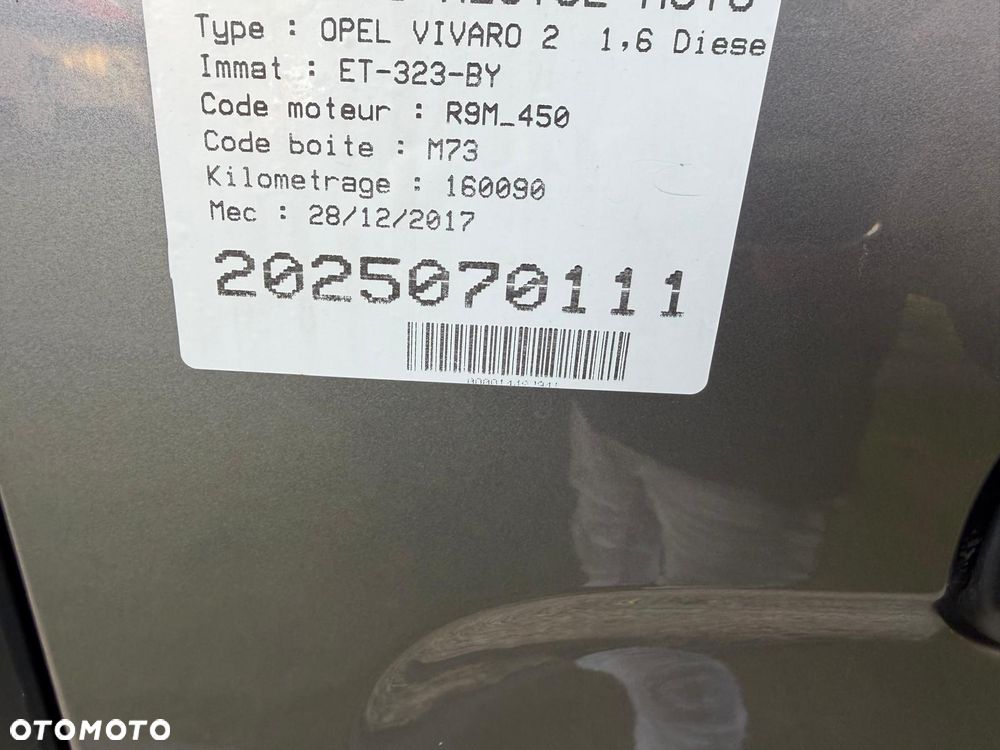 Type : OPEL VIVARO 2 1,6 Diese
Immat : ET-323-BY
Code moteur : R9M_450
Code boite : M73
Kilometrage : 160090
Mec : 28/12/2017
2025070111
OTOMOTO